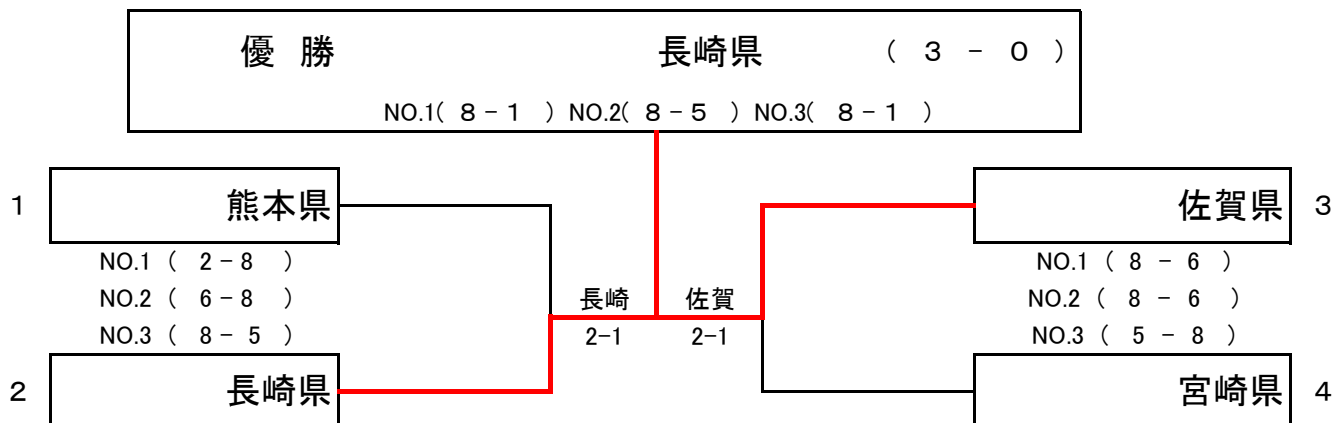 優 勝 長崎県 ( 3 - 0 )
NO.1( 8 - 1 ) NO.2( 8 - 5 ) NO.3( 8 - 1 )
1 熊本県
NO.1 ( 2 - 8 )
NO.2 ( 6 - 8 )
NO.3 ( 8 - 5 )
2 長崎県
長崎 佐賀
2-1 2-1
佐賀県 3
NO.1 ( 8 - 6 )
NO.2 ( 8 - 6 )
NO.3 ( 5 - 8 )
宮崎県 4